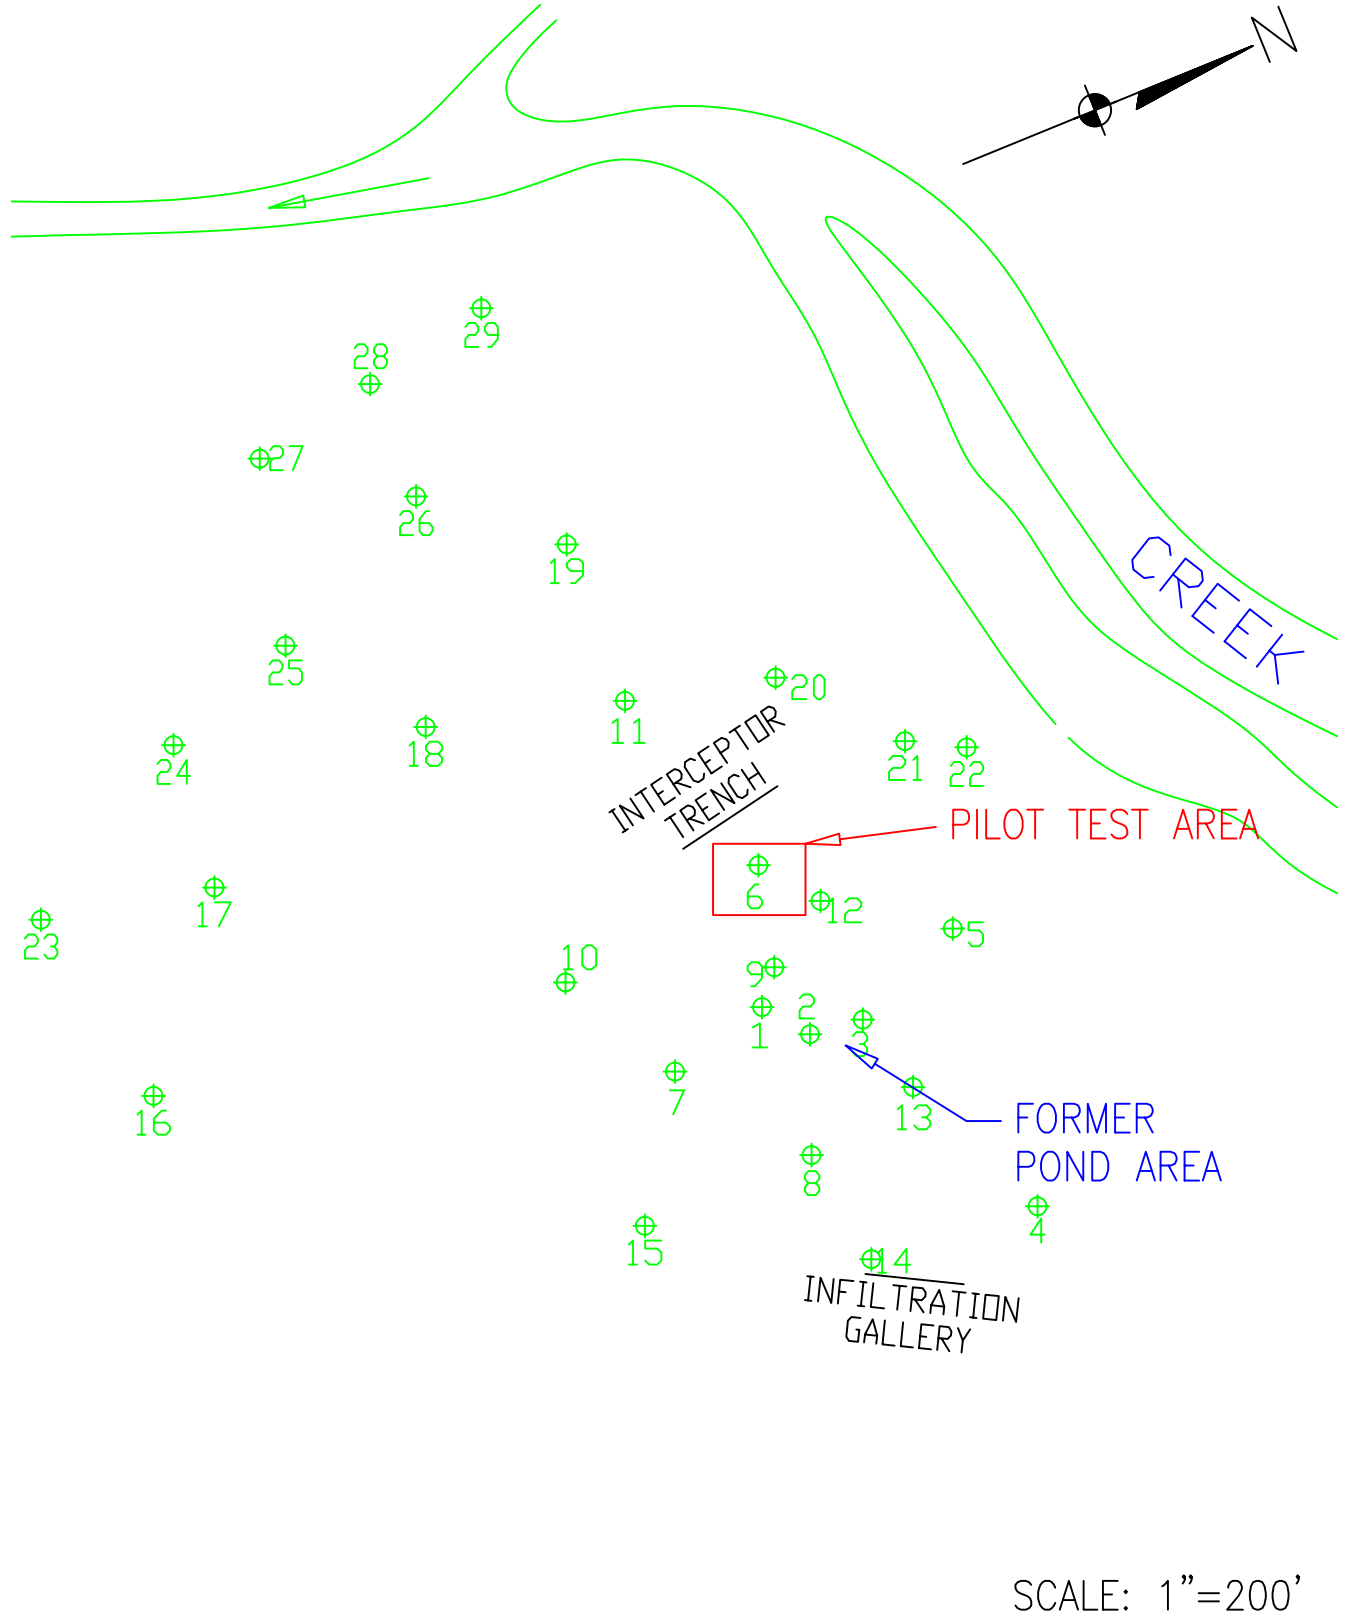 N
29
28
27
26
19
CREEK
25
20
11
18
24
21
22
INTERCEPTOR
TRENCH
PILOT TEST AREA
6
12
17
23
5
10
9
2
1
3
7
13
16
FORMER
POND AREA
8
4
15
14
INFILTRATION
GALLERY
SCALE: 1"=200'